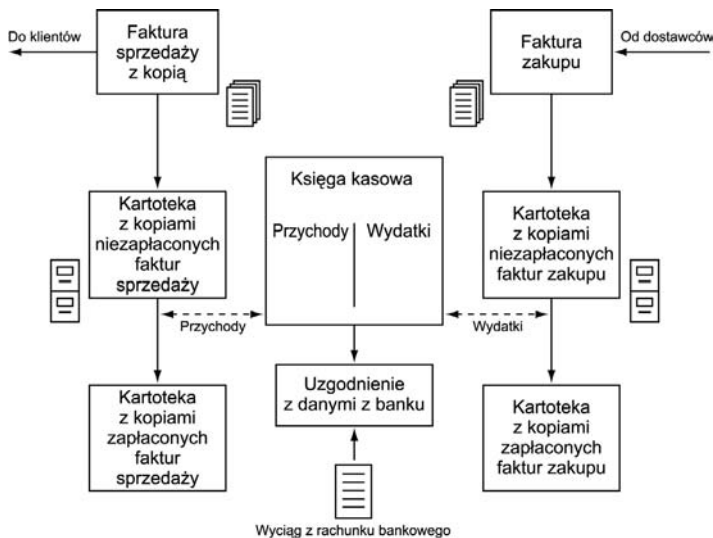 Do klientów
Faktura
sprzedaży
z kopią
Faktura
zakupu
Od dostawców
Księga kasowa
Przychody
Wydatki
Kartoteka
z kopiami
niezapłaconych
faktur
sprzedaży
Kartoteka
z kopiami
niezapłaconych
faktur zakupu
Przychody
Wydatki
Uzgodnienie
z danymi z banku
Kartoteka
z kopiami
zapłaconych
faktur
sprzedaży
Kartoteka
z kopiami
zapłaconych
faktur zakupu
Wyciąg z rachunku bankowego